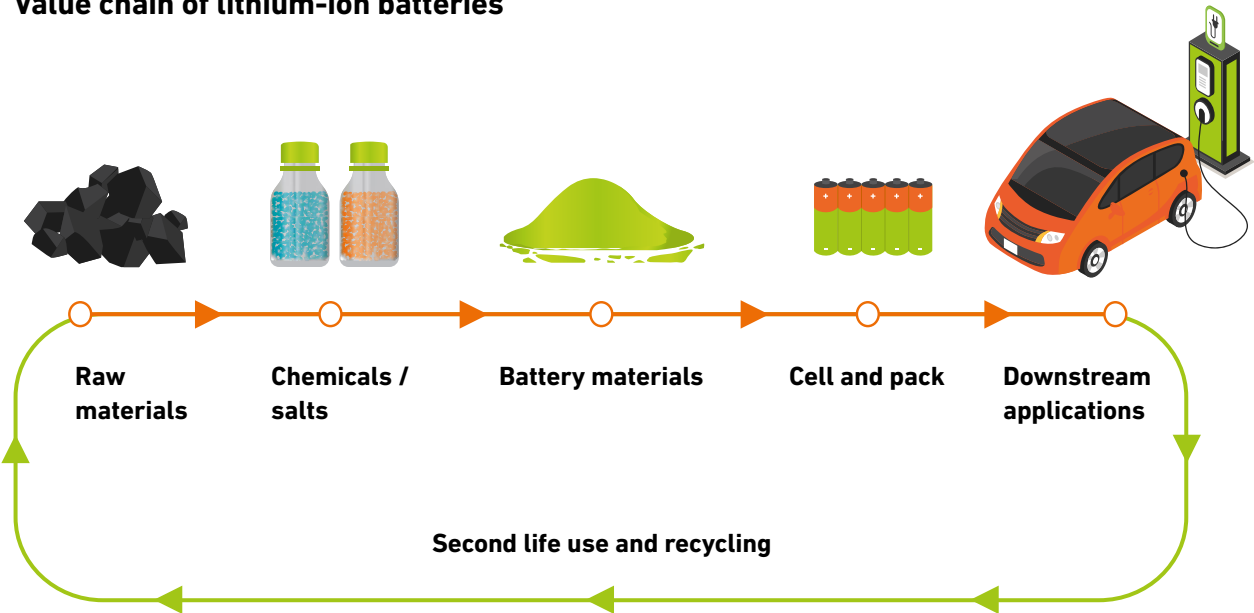 Value chain of lithium-ion batteries
Raw
materials
Chemicals /
salts
Battery materials
Cell and pack
Downstream
applications
Second life use and recycling